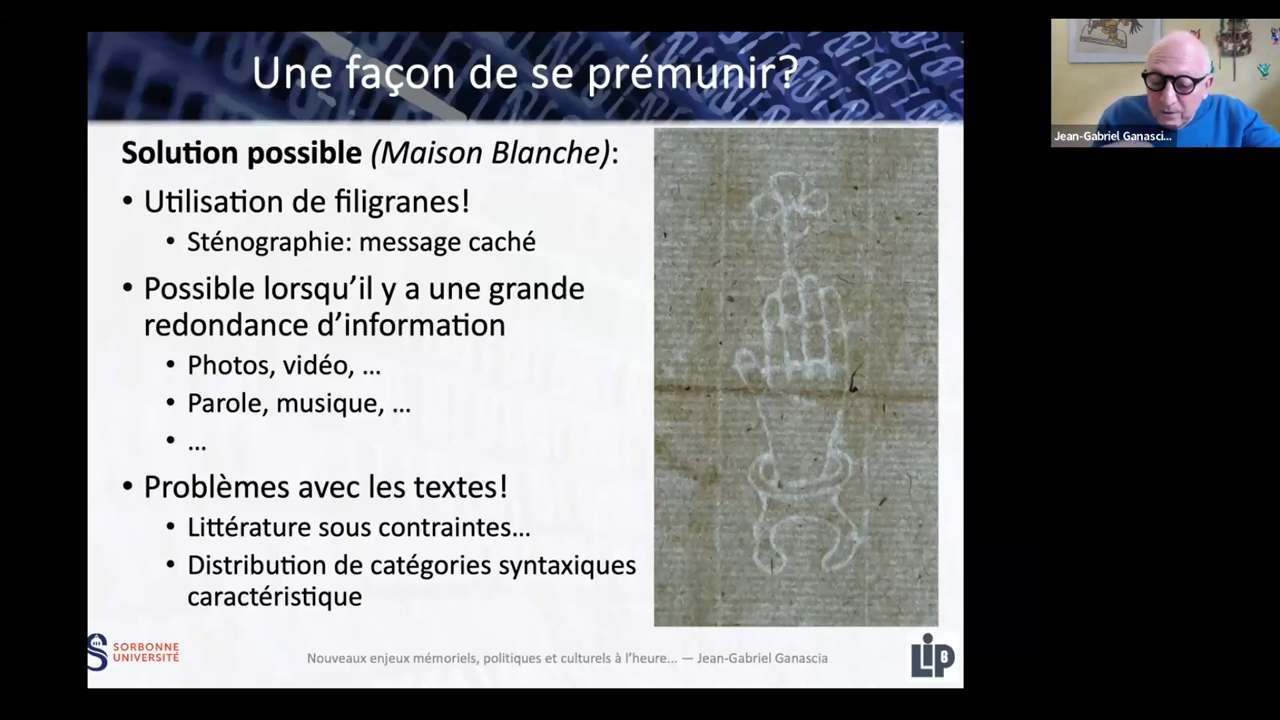 Une façon de se prémunir?
Solution possible (Maison Blanche):
• Utilisation de filigranes!
• Sténographie: message caché
• Possible lorsqu'il y a une grande
redondance d'information
• Photos, vidéo, …
• Parole, musique, …
• …
• Problèmes avec les textes!
• Littérature sous contraintes…
• Distribution de catégories syntaxiques
caractéristique
SORBONNE
UNIVERSITÉ
Nouveaux enjeux mémoriels, politiques et culturels à l'heure... — Jean-Gabriel Ganascia
LIP6
Jean-Gabriel Ganasci...